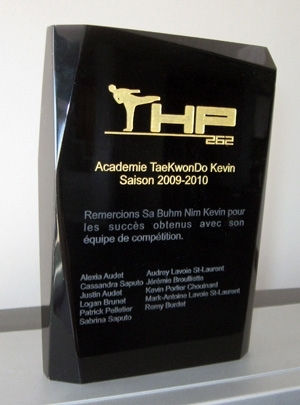 HP
262
Academie TaeKwonDo Kevin
Saison 2009-2010
Remercions Sa Buhm Nim Kevin pour
les succès obtenus avec son
équipe de compétition.
Alexia Audet
Cassandra Saputo
Justin Audet
Logan Brunet
Patrick Pelletier
Sabrina Saputo
Audrey Lavoie St-Laurent
Jérémie Brouillette
Kevin Portier Chouinard
Mark-Antoine Lavoie St-Laurent
Remy Burdet